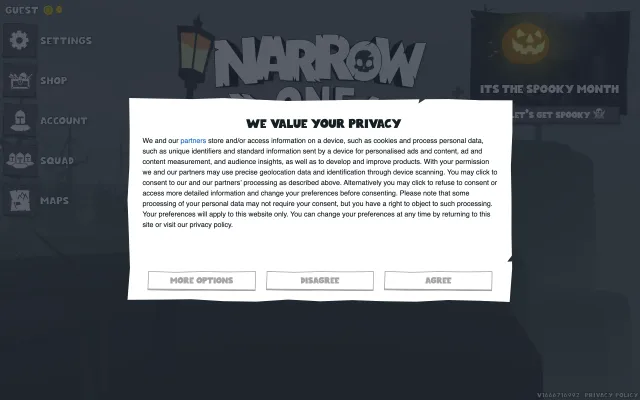 GUEST
SETTINGS
SHOP
ACCOUNT
SQUAD
MAPS
NARROW
ONE
ITS THE SPOOKY MONTH
LET'S GET SPOOKY
WE VALUE YOUR PRIVACY
We and our partners store and/or access information on a device, such as cookies and process personal data,
such as unique identifiers and standard information sent by a device for personalised ads and content, ad and
content measurement, and audience insights, as well as to develop and improve products. With your permission
we and our partners may use precise geolocation data and identification through device scanning. You may click to
consent to our and our partners' processing as described above. Alternatively you may click to refuse to consent or
access more detailed information and change your preferences before consenting. Please note that some
processing of your personal data may not require your consent, but you have a right to object to such processing.
Your preferences will apply to this website only. You can change your preferences at any time by returning to this
site or visit our privacy policy.
MORE OPTIONS
DISAGREE
AGREE
PRIVACY POLICY